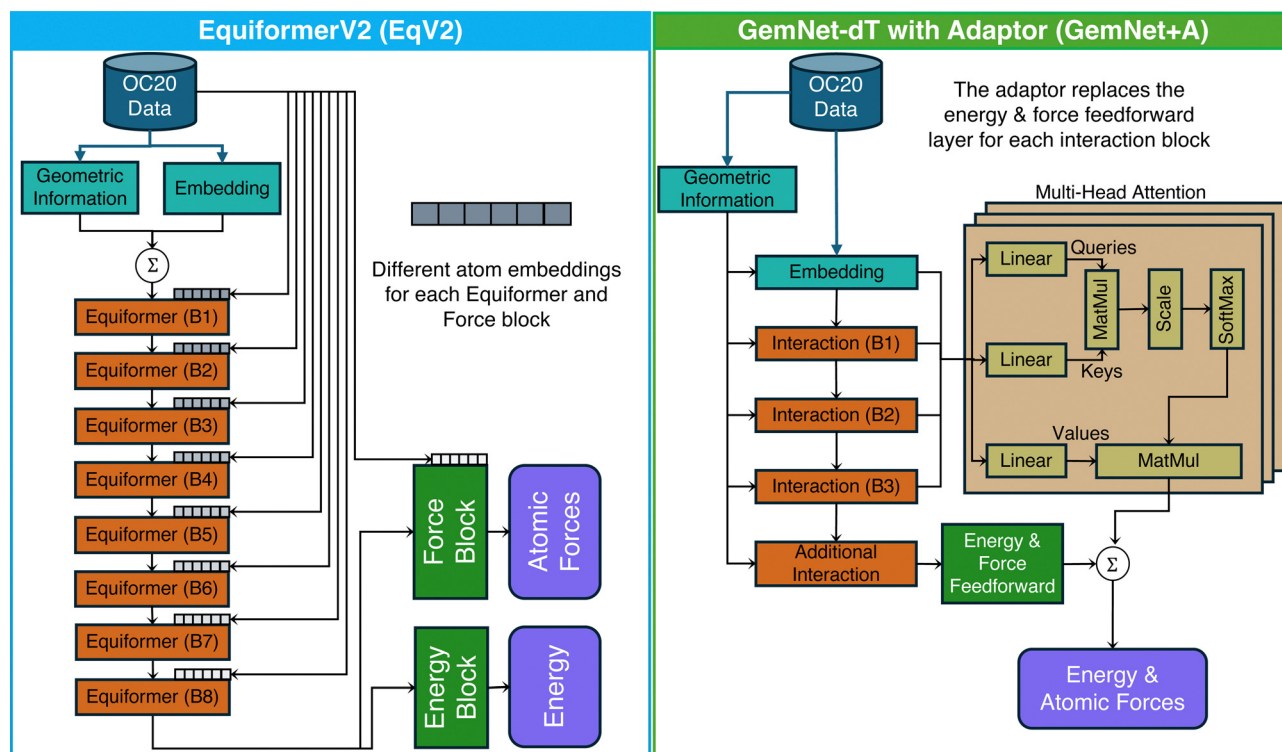 EquiformerV2 (EqV2)
OC20
Data
Geometric
Information
Embedding
Σ
Different atom embeddings
for each Equiformer and
Force block
Equiformer (B1)
Equiformer (B2)
Equiformer (B3)
Equiformer (B4)
Equiformer (B5)
Equiformer (B6)
Equiformer (B7)
Equiformer (B8)
Force
Block
Atomic
Forces
Energy
Block
Energy
GemNet-dT with Adaptor (GemNet+A)
OC20
Data
The adaptor replaces the
energy & force feedforward
layer for each interaction block
Geometric
Information
Embedding
Interaction (B1)
Interaction (B2)
Interaction (B3)
Additional
Interaction
Multi-Head Attention
Linear
Queries
MatMul
Scale
SoftMax
Linear
Keys
Values
Linear
MatMul
Energy &
Force
Feedforward
Σ
Energy &
Atomic Forces